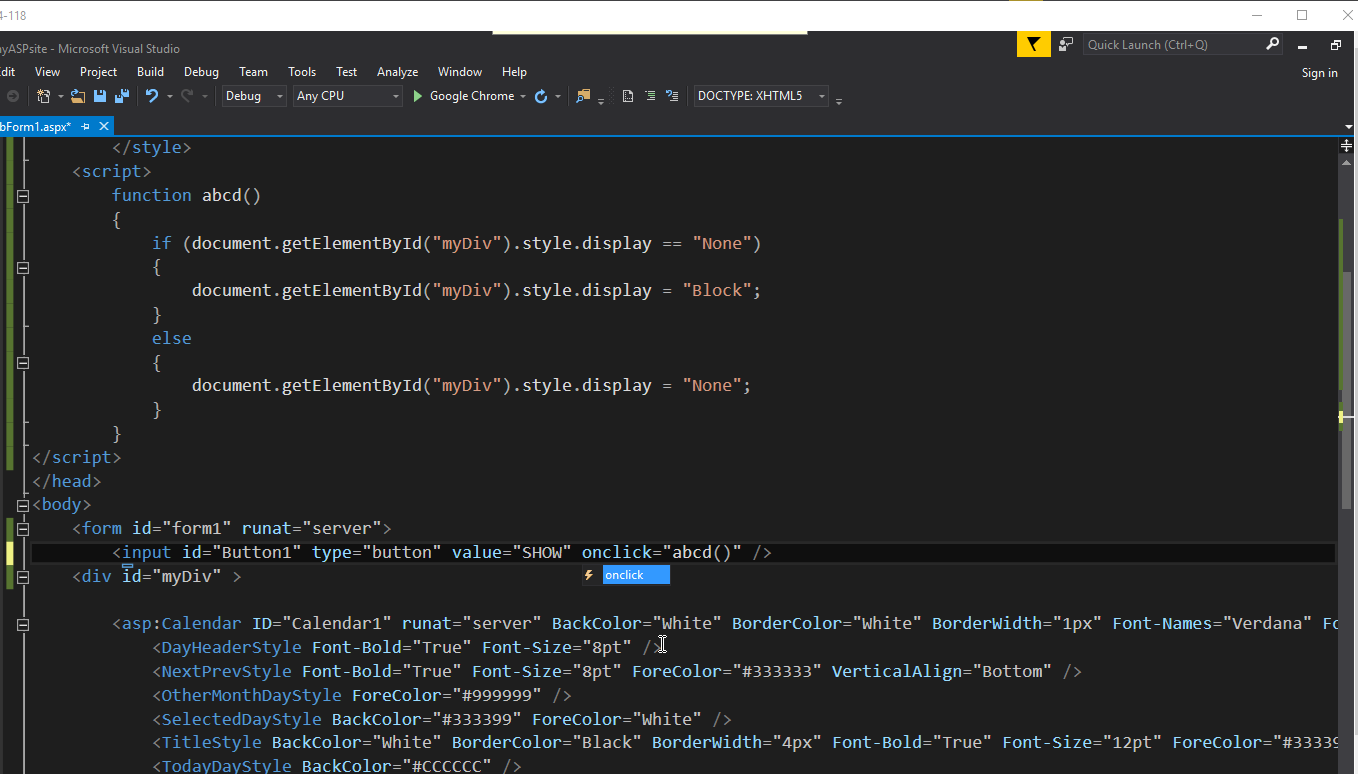 4-118
yASPsite - Microsoft Visual Studio
Quick Launch (Ctrl+Q)
dit View Project Build Debug Team Tools Test Analyze Window Help
Sign in
Debug Any CPU Google Chrome DOCTYPE: XHTML5
bForm1.aspx*
</style>
<script>
function abcd()
{
if (document.getElementById("myDiv").style.display == "None")
{
document.getElementById("myDiv").style.display = "Block";
}
else
{
document.getElementById("myDiv").style.display = "None";
}
}
</script>
</head>
<body>
<form id="form1" runat="server">
<input id="Button1" type="button" value="SHOW" onclick="abcd()" />
<div id="myDiv" >
onclick
<asp:Calendar ID="Calendar1" runat="server" BackColor="White" BorderColor="White" BorderWidth="1px" Font-Names="Verdana" Fo
<DayHeaderStyle Font-Bold="True" Font-Size="8pt" />
<NextPrevStyle Font-Bold="True" Font-Size="8pt" ForeColor="#333333" VerticalAlign="Bottom" />
<OtherMonthDayStyle ForeColor="#999999" />
<SelectedDayStyle BackColor="#333399" ForeColor="White" />
<TitleStyle BackColor="White" BorderColor="Black" BorderWidth="4px" Font-Bold="True" Font-Size="12pt" ForeColor="#33339
<TodayDayStyle BackColor="#CCCCCC" />